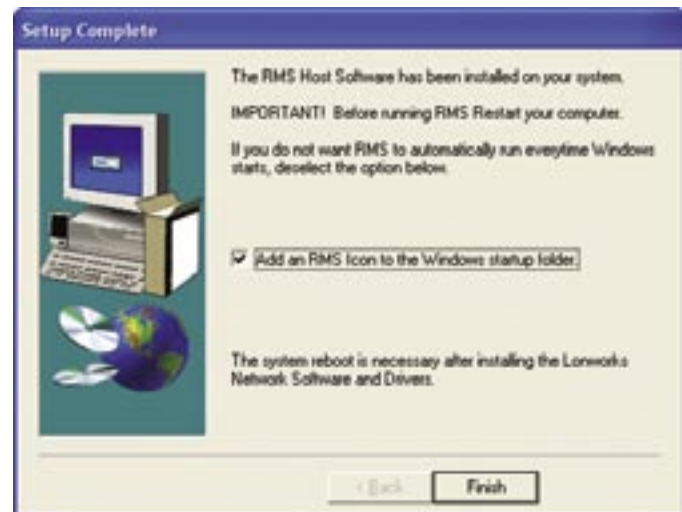 Setup Complete
The RMS Host Software has been installed on your system.
IMPORTANT! Before running RMS Restart your computer.
If you do not want RMS to automatically run everytime Windows
starts, deselect the option below.
Add an RMS Icon to the Windows startup folder.
The system reboot is necessary after installing the Lonworks
Network Software and Drivers.
< Back
Finish